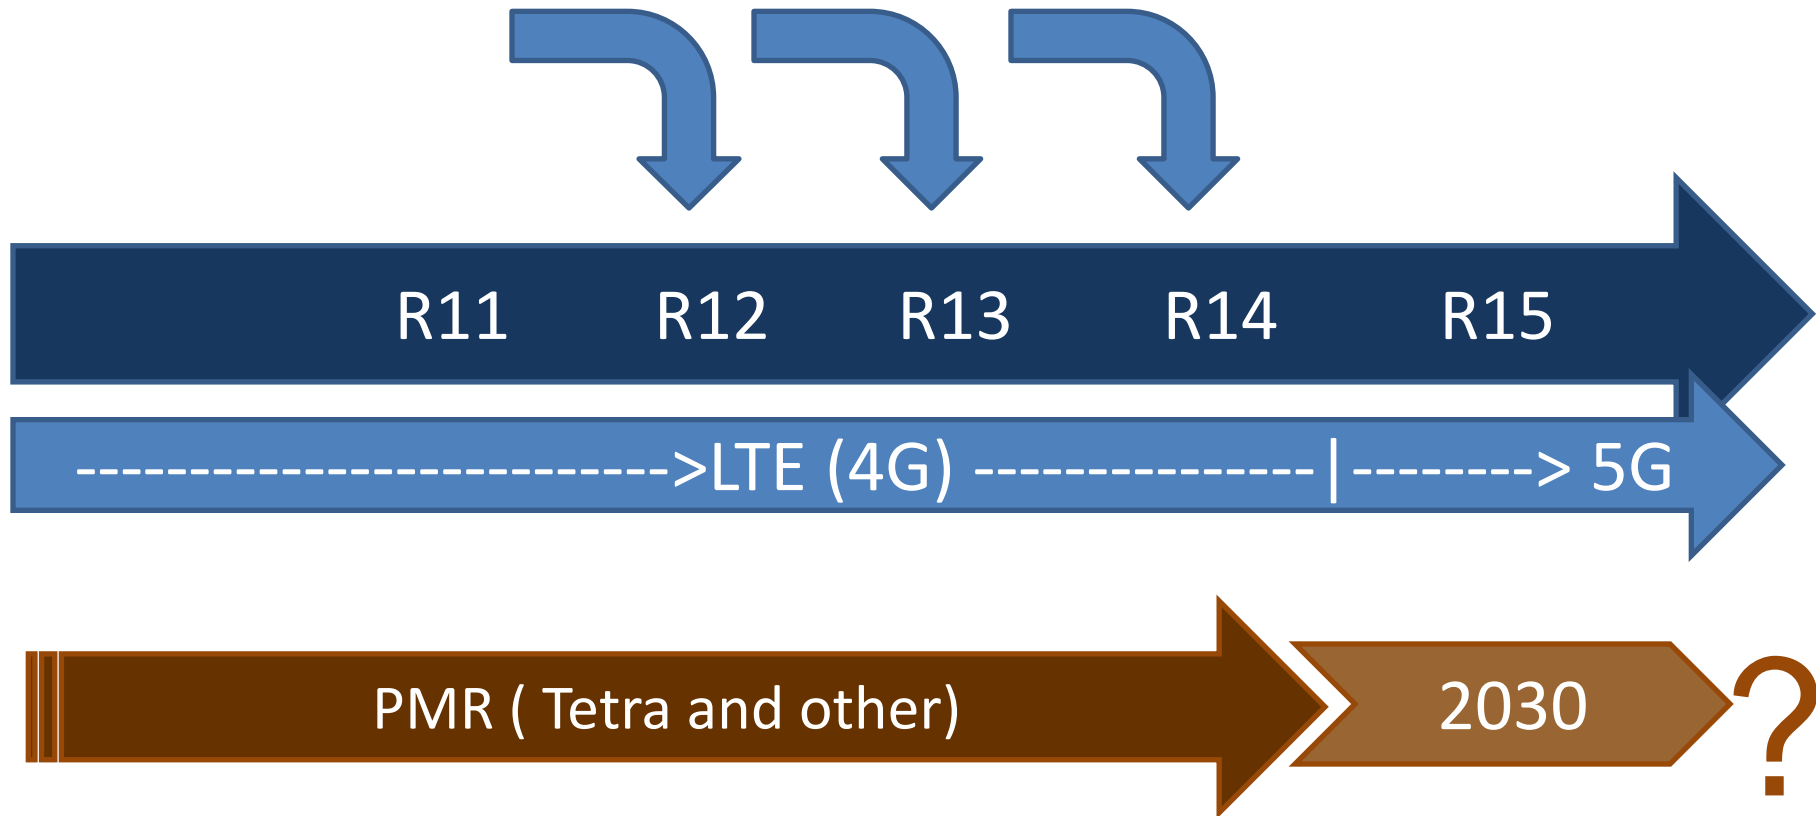 R11 R12 R13 R14 R15
------------------------->LTE (4G) --------------- | --------> 5G
PMR ( Tetra and other) 2030 ?